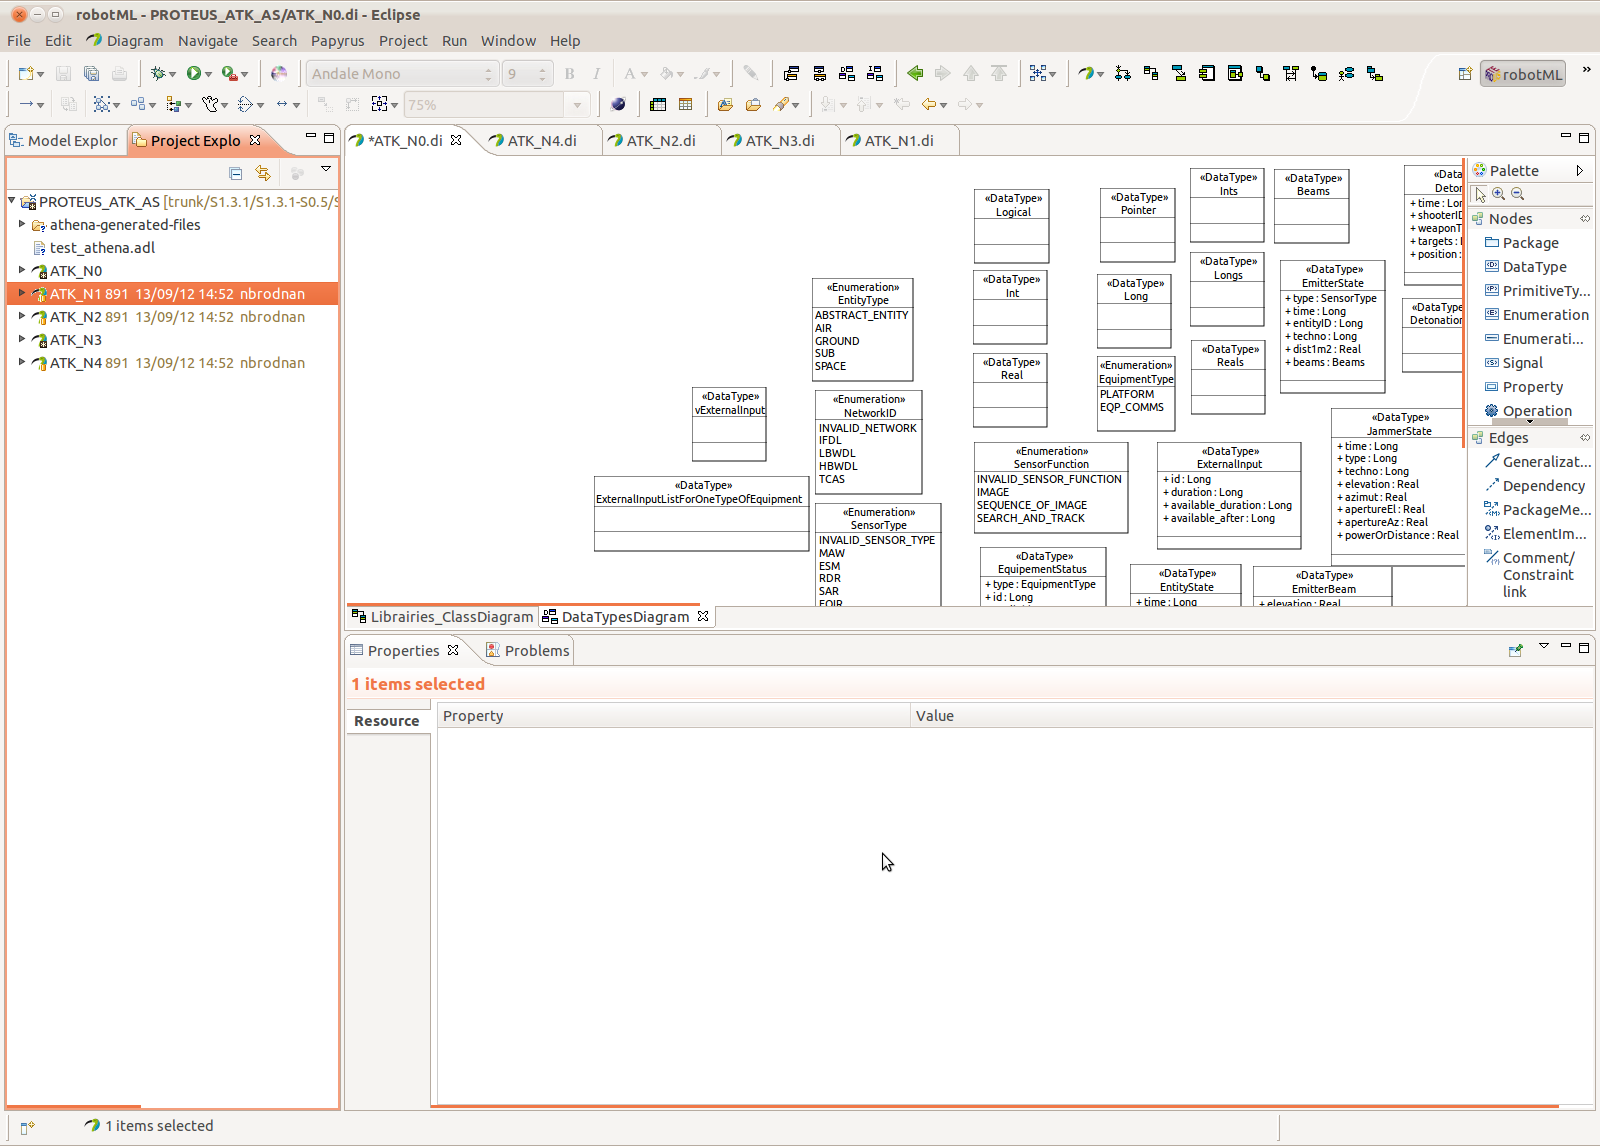 robotML - PROTEUS_ATK_AS/ATK_N0.di - Eclipse
File Edit Diagram Navigate Search Papyrus Project Run Window Help
Andale Mono 9 B I A robotML »
75%
Model Explor
Project Explo
*ATK_N0.di
ATK_N4.di
ATK_N2.di
ATK_N3.di
ATK_N1.di
PROTEUS_ATK_AS [trunk/S1.3.1/S1.3.1-S0.5/S
athena-generated-files
test_athena.adl
ATK_N0
ATK_N1 891 13/09/12 14:52 nbrodnan
ATK_N2 891 13/09/12 14:52 nbrodnan
ATK_N3
ATK_N4 891 13/09/12 14:52 nbrodnan
«DataType»
vExternalInput
«DataType»
ExternalInputListForOneTypeOfEquipment
«Enumeration»
EntityType
ABSTRACT_ENTITY
AIR
GROUND
SUB
SPACE
«Enumeration»
NetworkID
INVALID_NETWORK
IFDL
LBWDL
HBWDL
TCAS
«Enumeration»
SensorType
INVALID_SENSOR_TYPE
MAW
ESM
RDR
SAR
EOIR
«DataType»
Logical
«DataType»
Int
«DataType»
Real
«Enumeration»
SensorFunction
INVALID_SENSOR_FUNCTION
IMAGE
SEQUENCE_OF_IMAGE
SEARCH_AND_TRACK
«DataType»
EquipementStatus
+ type : EquipmentType
+ id : Long
«DataType»
Pointer
«DataType»
Long
«Enumeration»
EquipmentType
PLATFORM
EQP_COMMS
«DataType»
Ints
«DataType»
Longs
«DataType»
Reals
«DataType»
ExternalInput
+ id : Long
+ duration : Long
+ available_duration : Long
+ available_after : Long
«DataType»
EntityState
+ time : Long
«DataType»
Beams
«DataType»
EmitterState
+ type : SensorType
+ time : Long
+ entityID : Long
+ techno : Long
+ dist1m2 : Real
+ beams : Beams
«DataType»
EmitterBeam
+ elevation : Real
«Data
Deto
+ time : Lo
+ shooterID
+ weaponT
+ targets :
+ position :
«DataType
Detonation
«DataType»
JammerState
+ time : Long
+ type : Long
+ techno : Long
+ elevation : Real
+ azimut : Real
+ apertureEl : Real
+ apertureAz : Real
+ powerOrDistance : Real
Palette
Nodes
Package
DataType
PrimitiveTy...
Enumeration
Enumerati...
Signal
Property
Operation
Edges
Generalizat...
Dependency
PackageMe...
ElementIm...
Comment/
Constraint
link
Librairies_ClassDiagram
DataTypesDiagram
Properties
Problems
1 items selected
Resource
Property Value
1 items selected